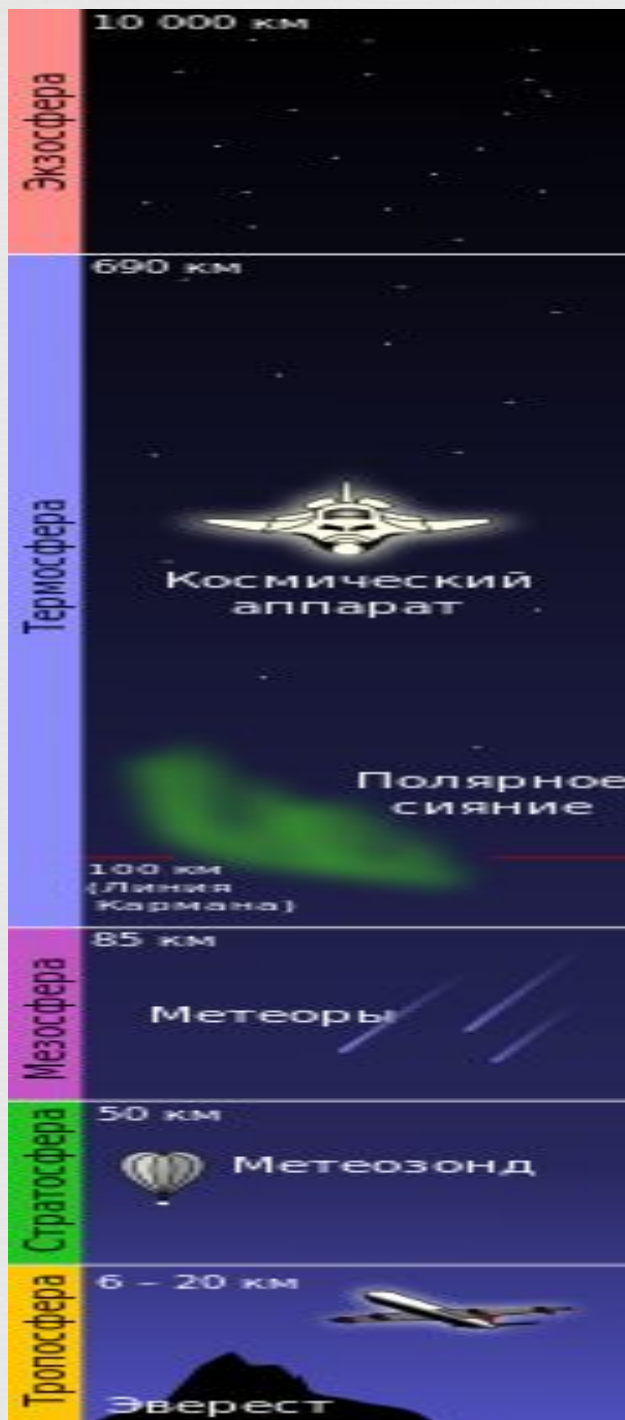 10 000 км
Экзосфера
690 км
Термосфера
Космический
аппарат
Полярное
сияние
100 км
(Линия
Кармана)
85 км
Мезосфера
Метеоры
50 км
Стратосфера
Метеозонд
6 – 20 км
Тропосфера
Эверест